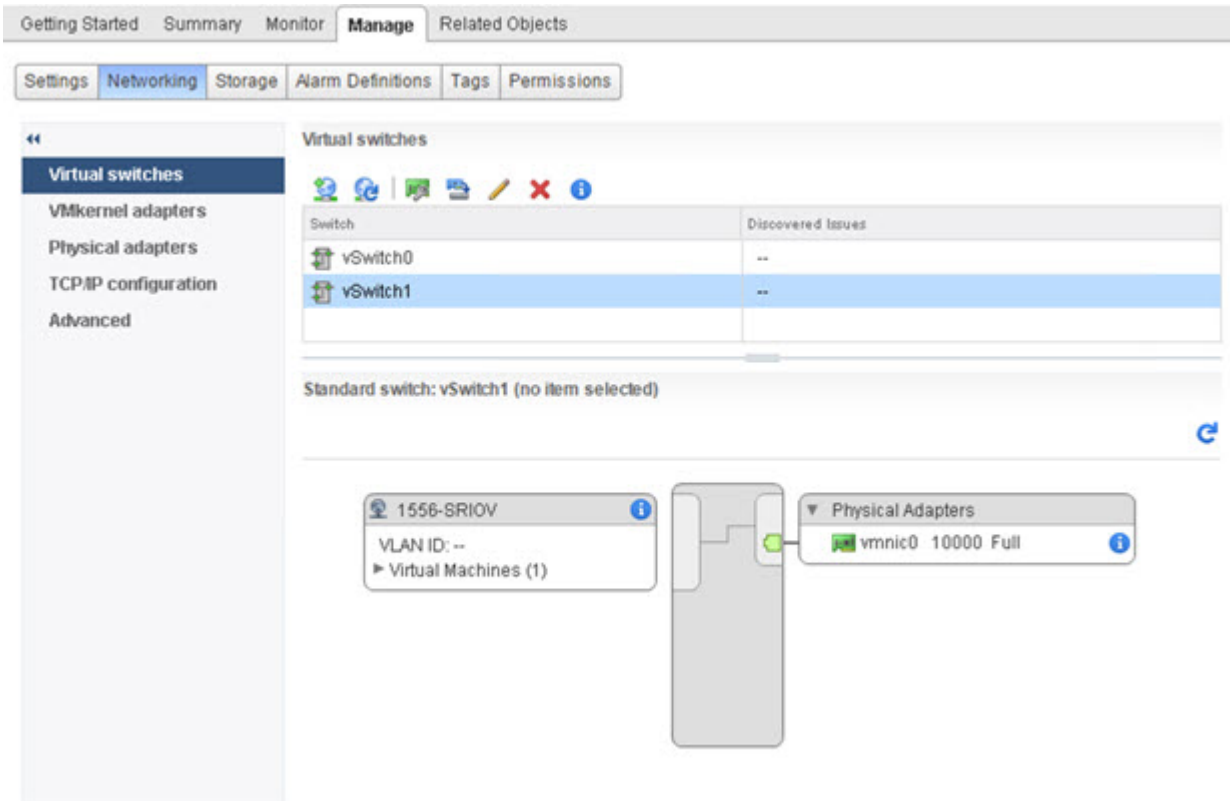 Getting Started Summary Monitor Manage Related Objects
Settings Networking Storage Alarm Definitions Tags Permissions
Virtual switches
VMkernel adapters
Physical adapters
TCP/IP configuration
Advanced
Virtual switches
Switch Discovered Issues
vSwitch0 --
vSwitch1 --
Standard switch: vSwitch1 (no item selected)
1556-SRIOV
VLAN ID: --
Virtual Machines (1)
Physical Adapters
vmnic0 10000 Full